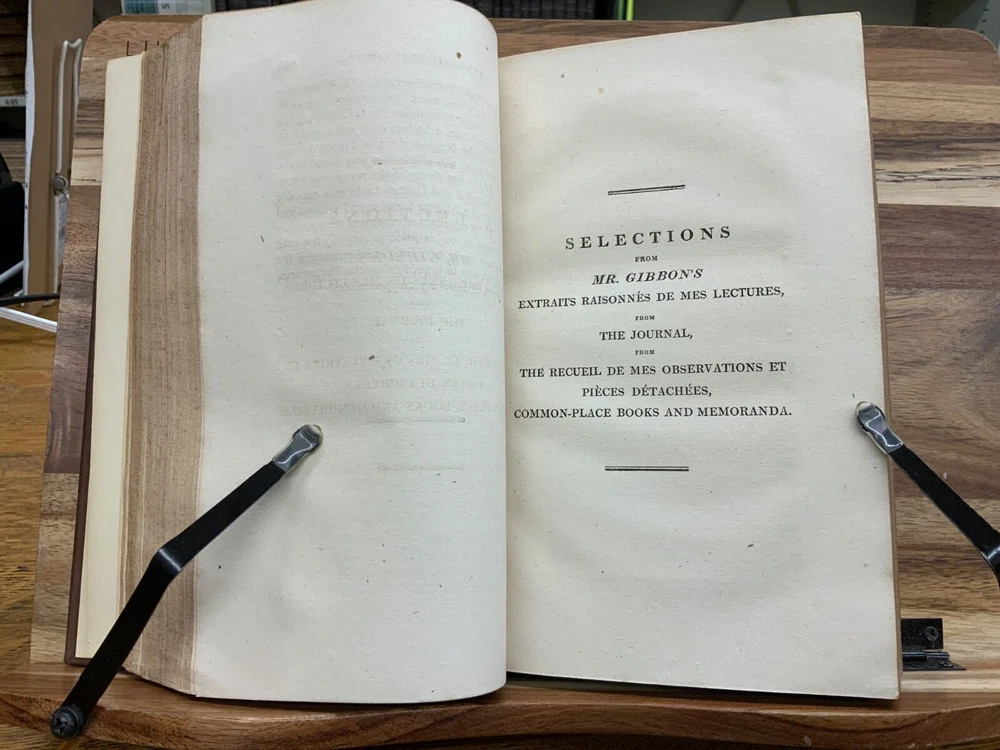 SELECTIONS
FROM
MR. GIBBON'S
EXTRAITS RAISONNÉS DE MES LECTURES,
FROM
THE JOURNAL,
FROM
THE RECUEIL DE MES OBSERVATIONS ET
PIÈCES DÉTACHÉES,
COMMON-PLACE BOOKS AND MEMORANDA.